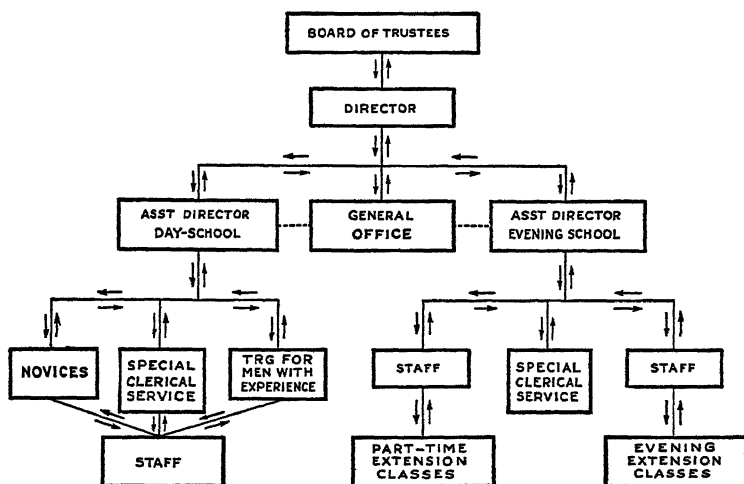 BOARD OF TRUSTEES
DIRECTOR
ASST DIRECTOR
DAY-SCHOOL
GENERAL
OFFICE
ASST DIRECTOR
EVENING SCHOOL
NOVICES
SPECIAL
CLERICAL
SERVICE
TRG FOR
MEN WITH
EXPERIENCE
STAFF
SPECIAL
CLERICAL
SERVICE
STAFF
STAFF
PART-TIME
EXTENSION
CLASSES
EVENING
EXTENSION
CLASSES